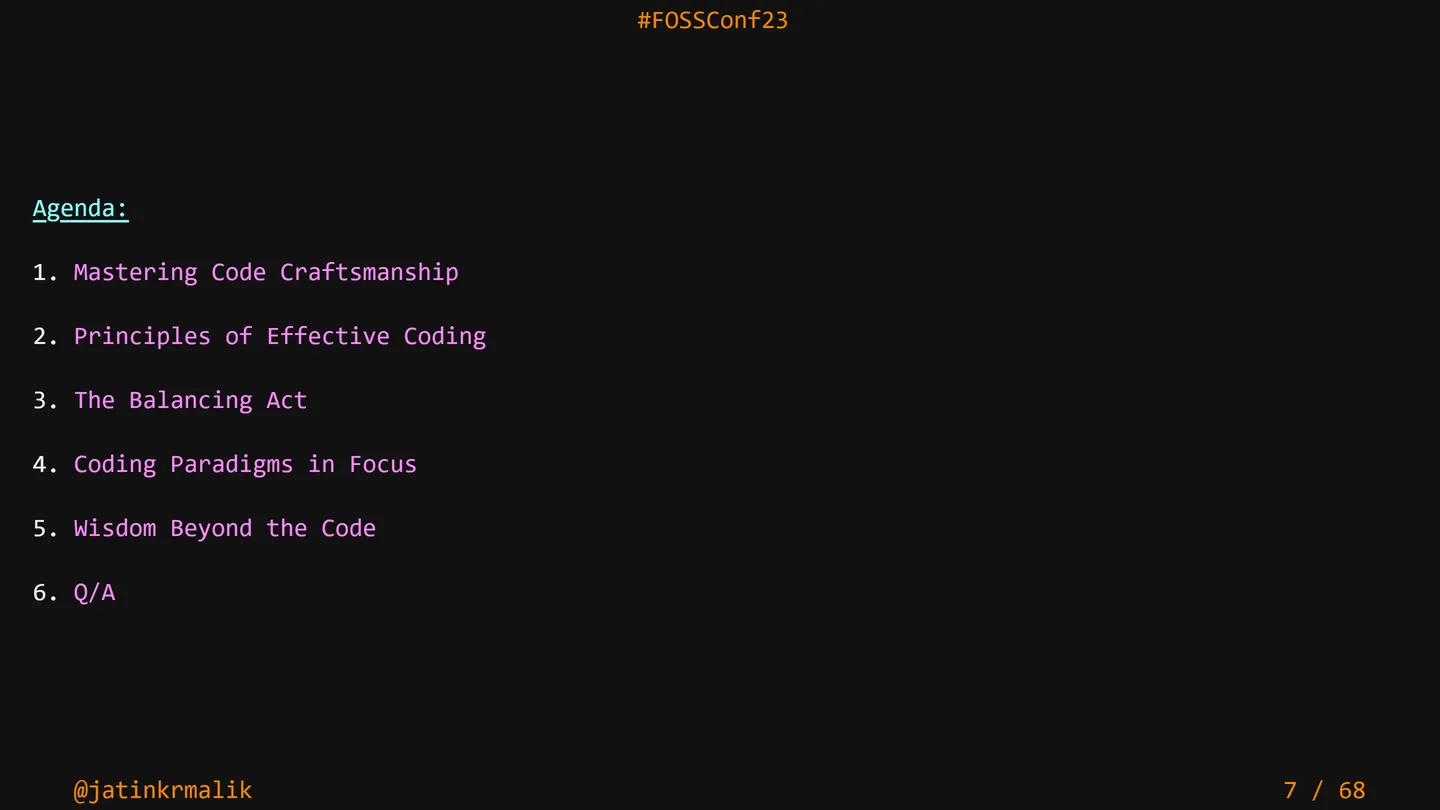 #FOSSConf23
Agenda:
1. Mastering Code Craftsmanship
2. Principles of Effective Coding
3. The Balancing Act
4. Coding Paradigms in Focus
5. Wisdom Beyond the Code
6. Q/A
@jatinkrmalik
7 / 68